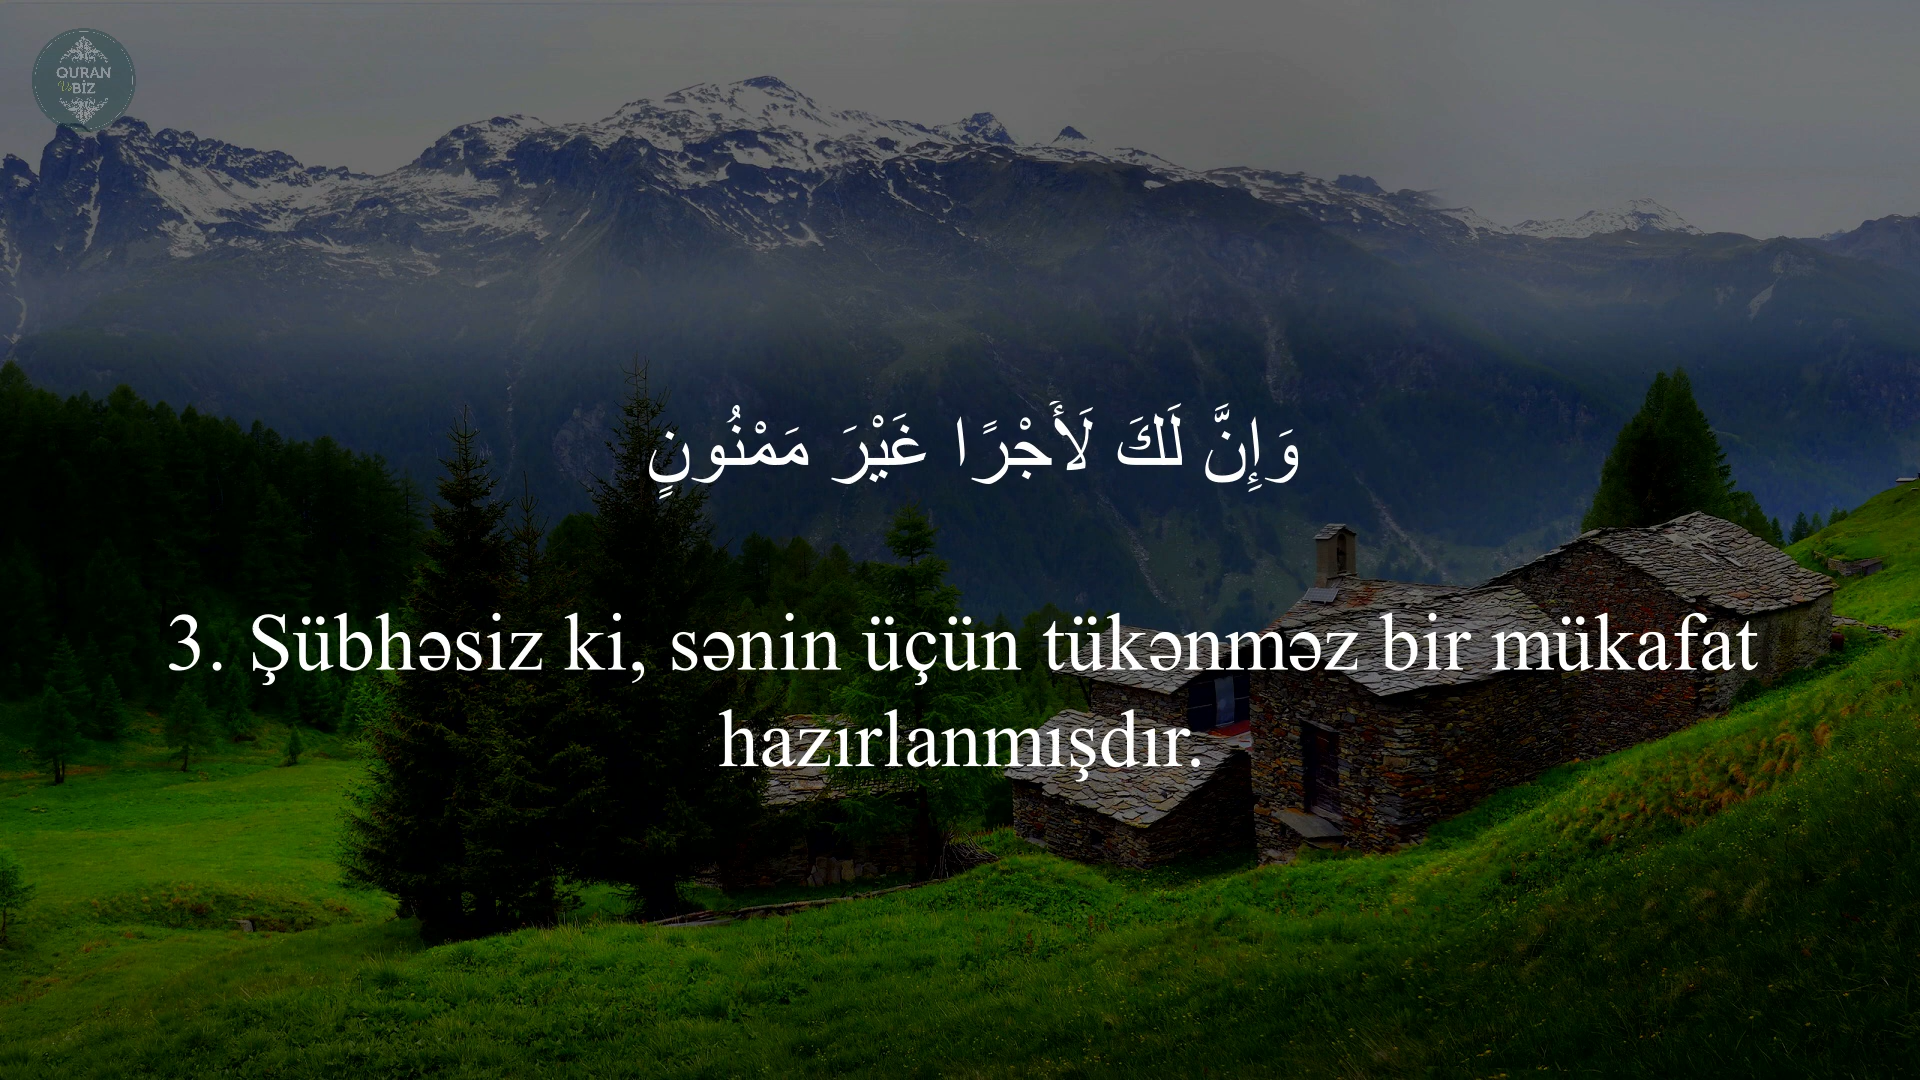 QURAN
Və BİZ
وَإِنَّ لَكَ لَأَجْرًا غَيْرَ مَمْنُونٍ
3. Şübhəsiz ki, sənin üçün tükənməz bir mükafat
hazırlanmışdır.